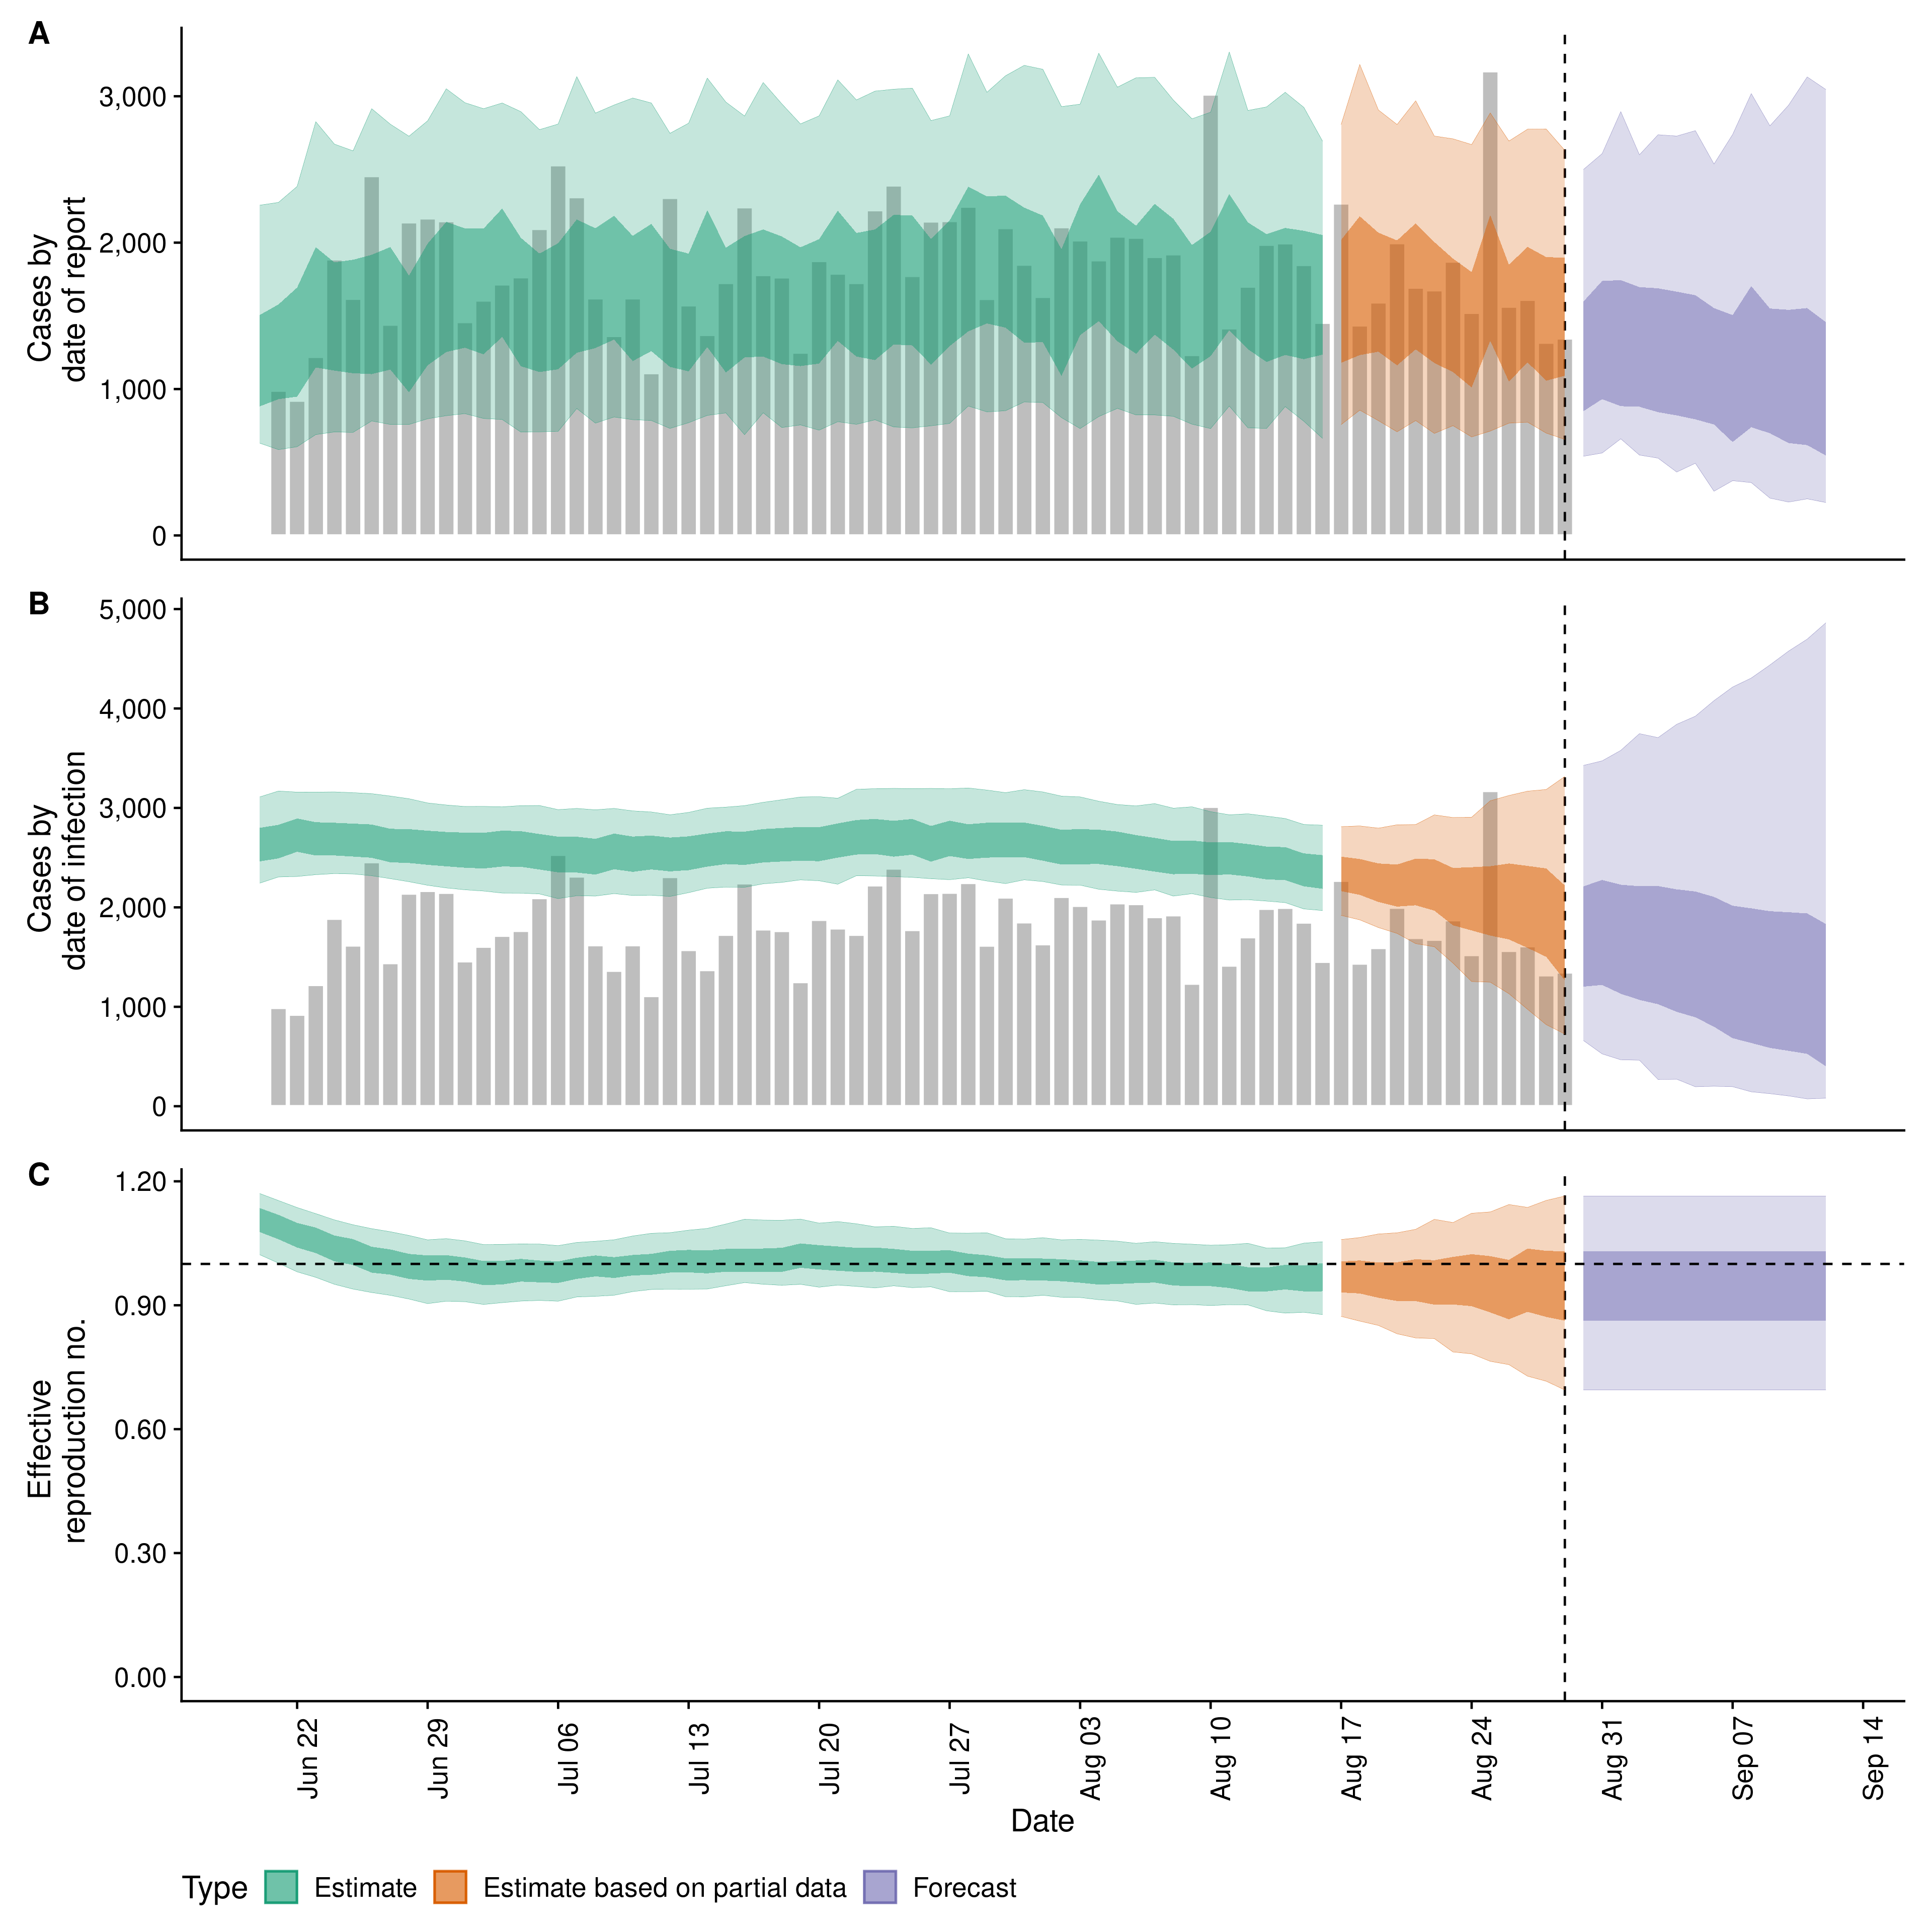 A
Cases by
date of report
3,000
2,000
1,000
0
B
Cases by
date of infection
5,000
4,000
3,000
2,000
1,000
0
C
Effective
reproduction no.
1.20
0.90
0.60
0.30
0.00
Jun 22
Jun 29
Jul 06
Jul 13
Jul 20
Jul 27
Aug 03
Aug 10
Aug 17
Aug 24
Aug 31
Sep 07
Sep 14
Date
Type
Estimate
Estimate based on partial data
Forecast